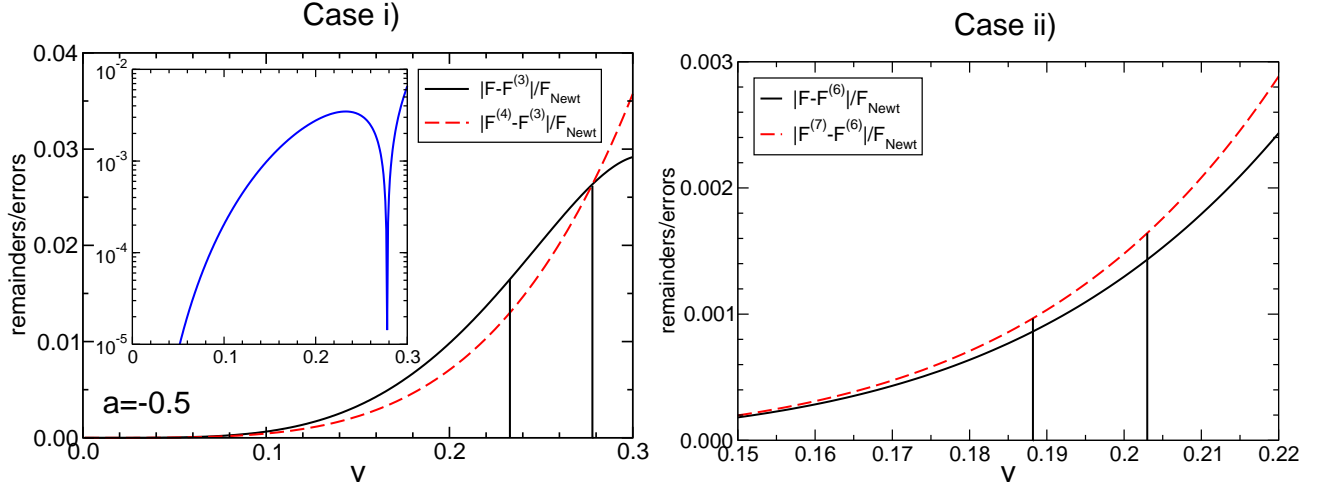 Case i)
remainders/errors
0.04
0.03
0.02
0.01
0.00
10^-2
10^-3
10^-4
10^-5
0
0.1
0.2
0.3
|F-F^(3)|/F_Newt
|F^(4)-F^(3)|/F_Newt
a=-0.5
0.0
0.1
0.2
0.3
v
Case ii)
remainders/errors
0.003
0.002
0.001
0.000
|F-F^(6)|/F_Newt
|F^(7)-F^(6)|/F_Newt
0.15
0.16
0.17
0.18
0.19
0.2
0.21
0.22
v